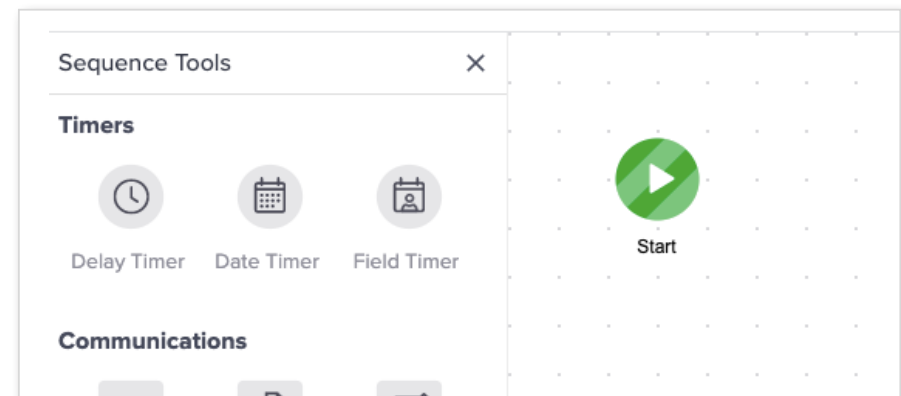 Sequence Tools
Timers
Delay Timer Date Timer Field Timer
Start
Communications